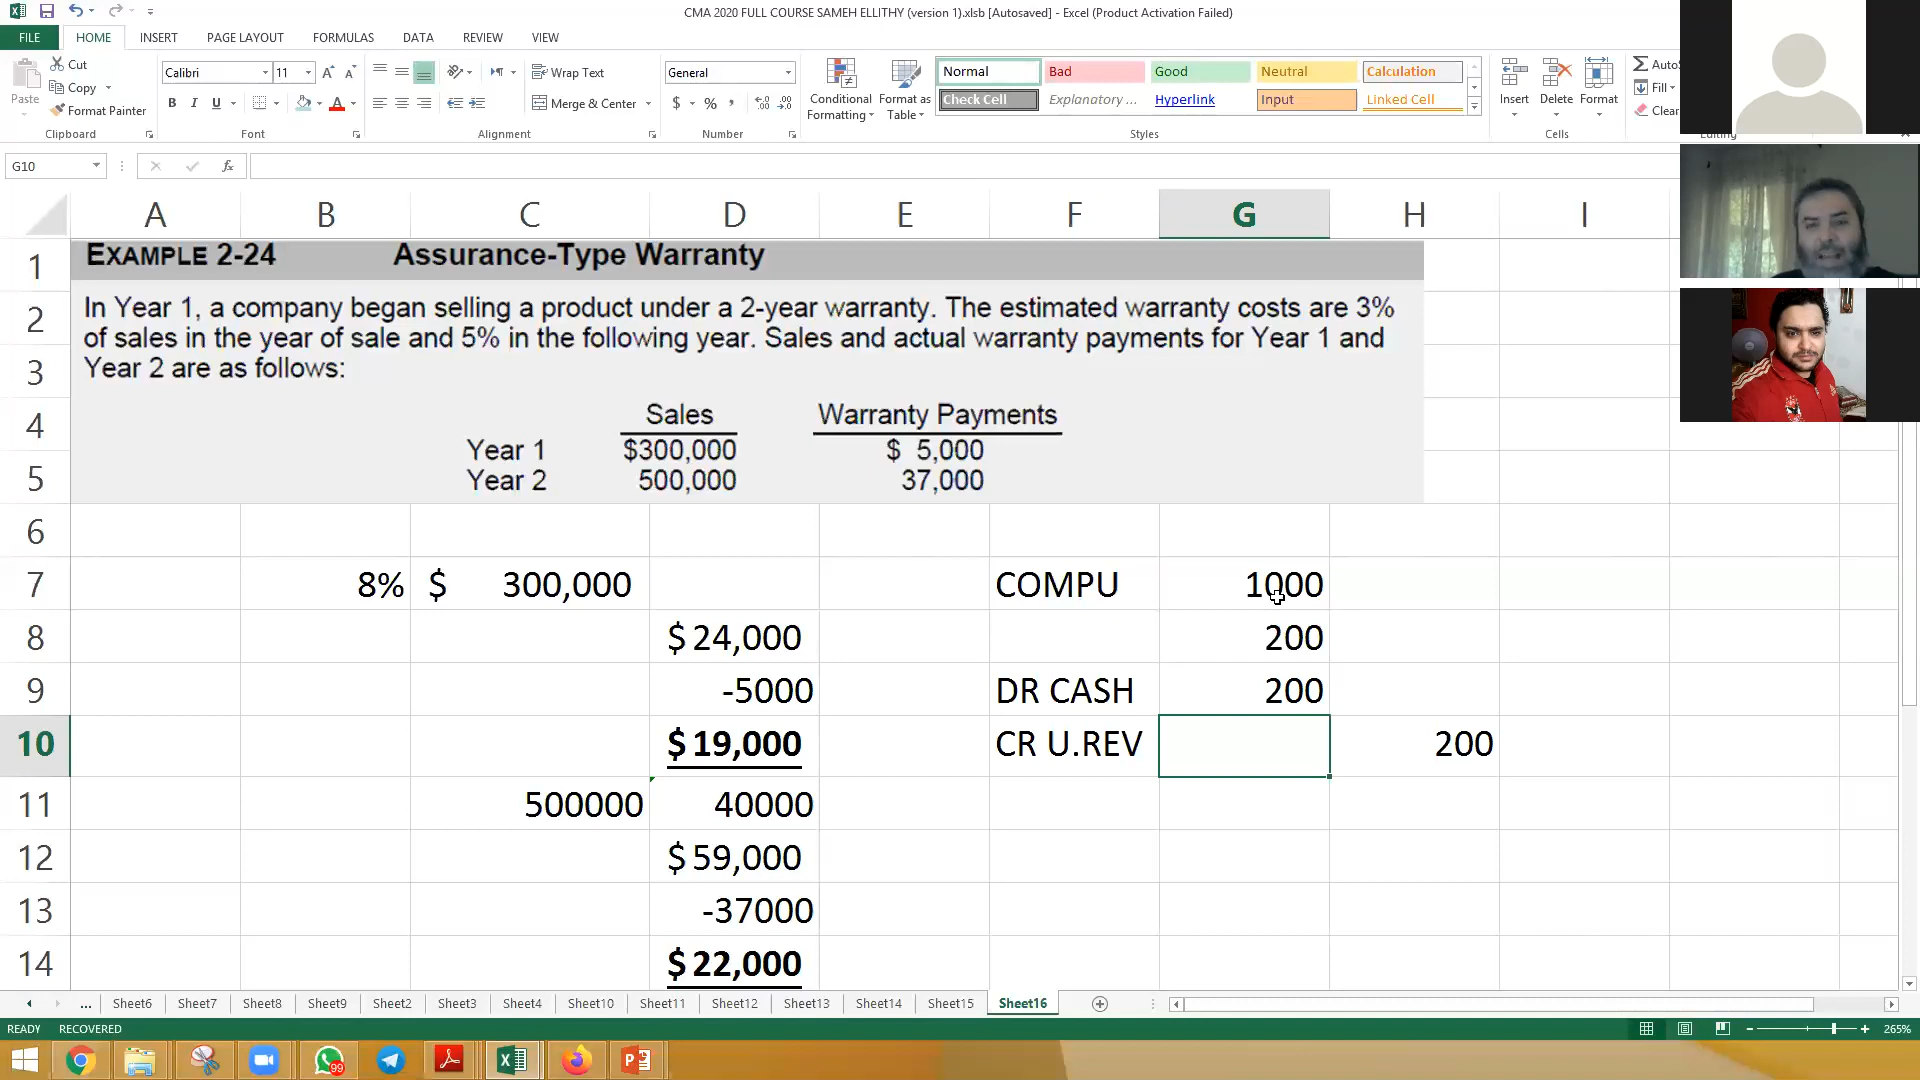 CMA 2020 FULL COURSE SAMEH ELLITHY (version 1).xlsb [Autosaved] - Excel (Product Activation Failed)
FILE HOME INSERT PAGE LAYOUT FORMULAS DATA REVIEW VIEW
Paste
Cut
Copy
Format Painter
Clipboard
Calibri 11
B I U
Font
Wrap Text
Merge & Center
Alignment
General
$ %
Number
Conditional Formatting
Format as Table
Normal Bad Good Neutral Calculation
Check Cell Explanatory ... Hyperlink Input Linked Cell
Styles
Insert Delete Format
Cells
Auto
Fill
Clear
G10
fx
A B C D E F G H I
1 EXAMPLE 2-24 Assurance-Type Warranty
2 In Year 1, a company began selling a product under a 2-year warranty. The estimated warranty costs are 3%
of sales in the year of sale and 5% in the following year. Sales and actual warranty payments for Year 1 and
3 Year 2 are as follows:
4 Sales Warranty Payments
Year 1 $300,000 $ 5,000
5 Year 2 500,000 37,000
6
7 8% $ 300,000 COMPU 1000
8 $ 24,000 200
9 -5000 DR CASH 200
10 $ 19,000 CR U.REV 200
11 500000 40000
12 $ 59,000
13 -37000
14 $ 22,000
... Sheet6 Sheet7 Sheet8 Sheet9 Sheet2 Sheet3 Sheet4 Sheet10 Sheet11 Sheet12 Sheet13 Sheet14 Sheet15 Sheet16
READY RECOVERED 265%
99